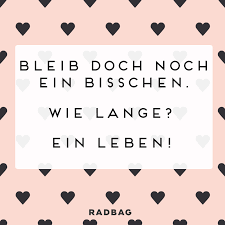 BLEIB DOCH NOCH
EIN BISSCHEN.
WIE LANGE?
EIN LEBEN!
RADBAG